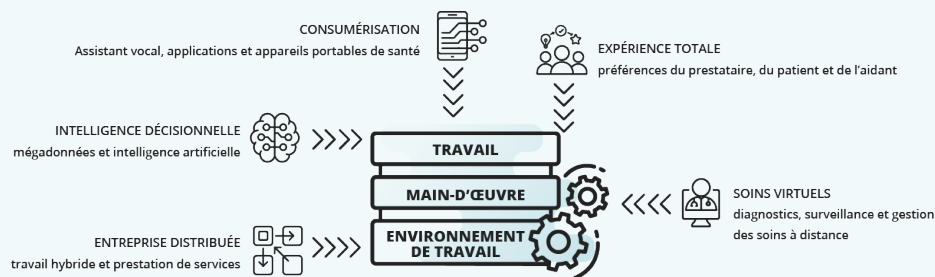 CONSUMÉRISATION
Assistant vocal, applications et appareils portables de santé
EXPÉRIENCE TOTALE
préférences du prestataire, du patient et de l'aidant
INTELLIGENCE DÉCISIONNELLE
mégadonnées et intelligence artificielle
TRAVAIL
MAIN-D'ŒUVRE
ENVIRONNEMENT
DE TRAVAIL
SOINS VIRTUELS
diagnostics, surveillance et gestion
des soins à distance
ENTREPRISE DISTRIBUÉE
travail hybride et prestation de services